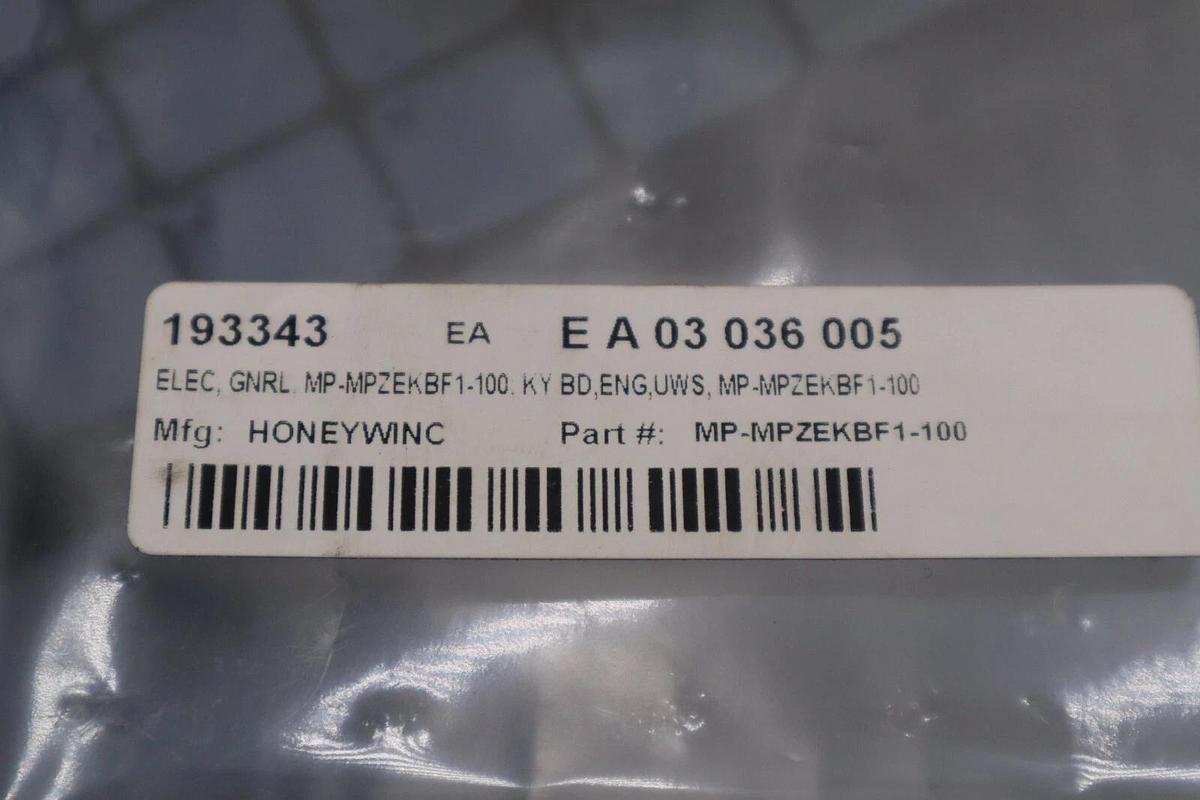 193343 EA E A 03 036 005
ELEC, GNRL, MP-MPZEKBF1-100, KY BD,ENG,UWS, MP-MPZEKBF1-100
Mfg: HONEYWINC Part #: MP-MPZEKBF1-100